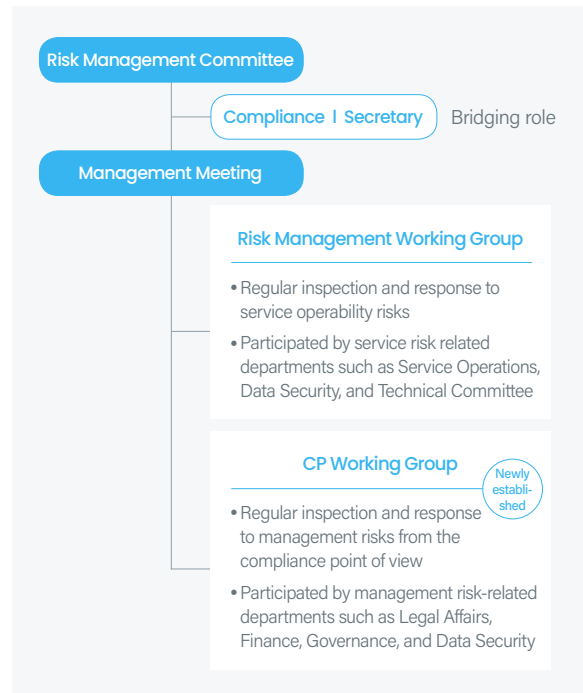 Risk Management Committee
Compliance l Secretary
Bridging role
Management Meeting
Risk Management Working Group
• Regular inspection and response to
service operability risks
• Participated by service risk related
departments such as Service Operations,
Data Security, and Technical Committee
CP Working Group
Newly
establi-
shed
• Regular inspection and response
to management risks from the
compliance point of view
• Participated by management risk-related
departments such as Legal Affairs,
Finance, Governance, and Data Security